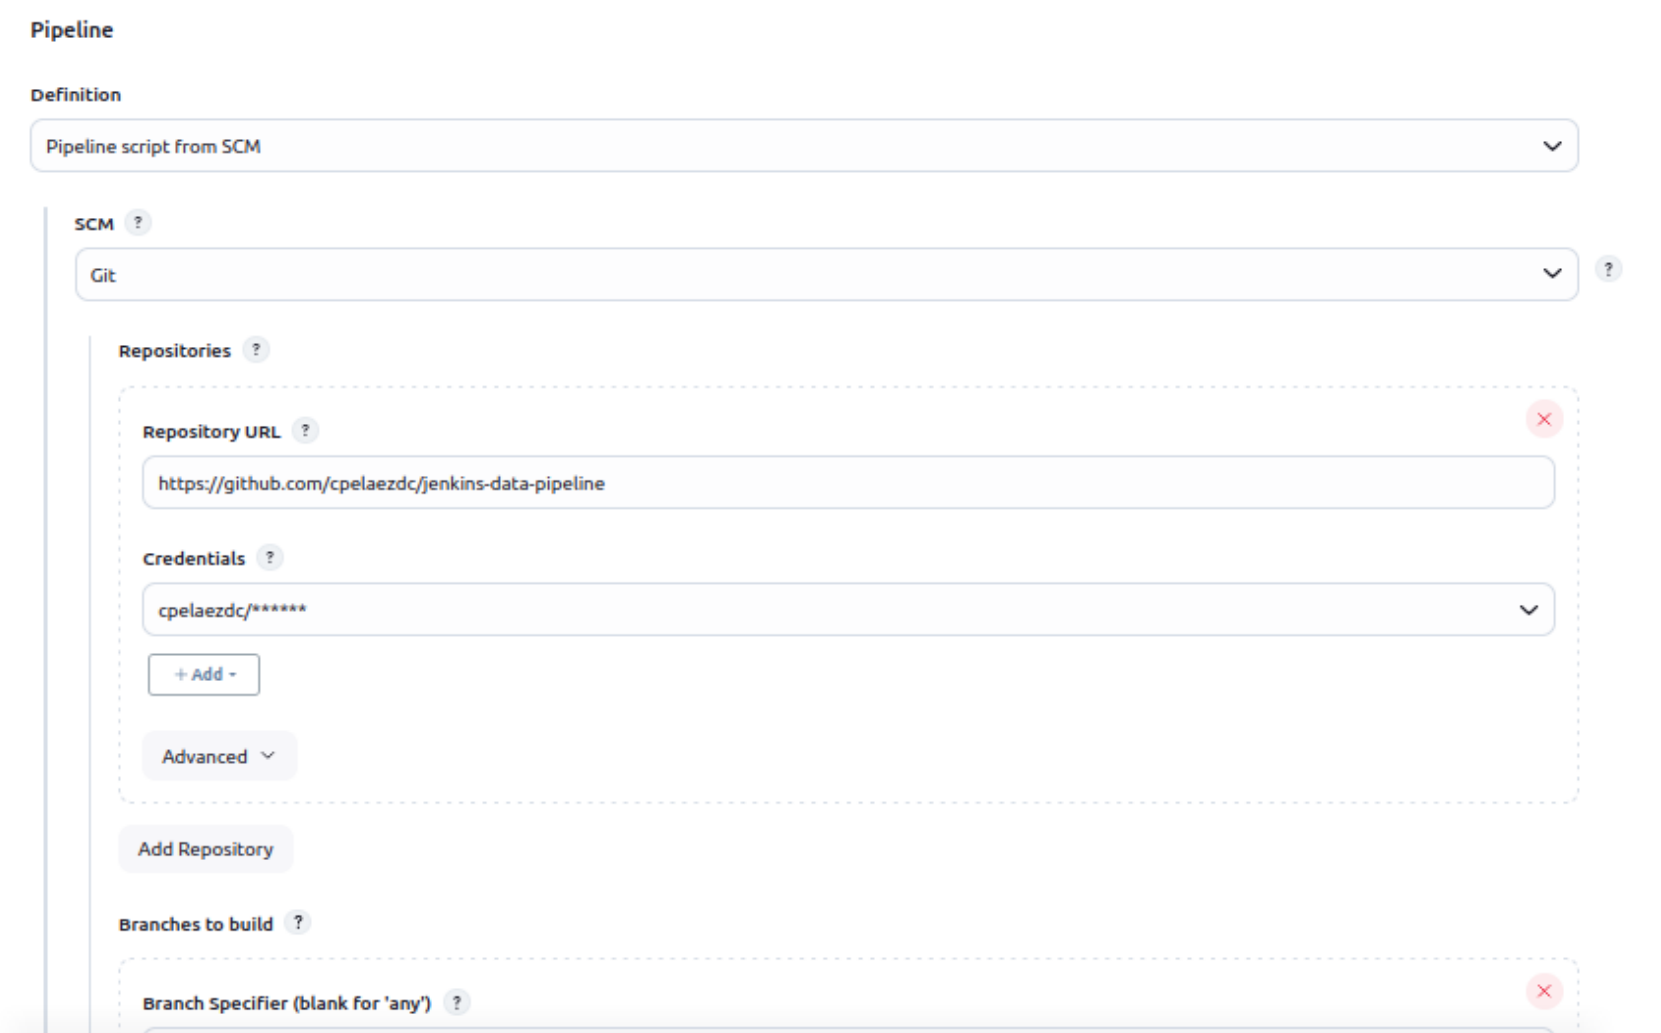 Pipeline
Definition
Pipeline script from SCM
SCM ?
Git
?
Repositories ?
Repository URL ?
https://github.com/cpelaezdc/jenkins-data-pipeline
Credentials ?
cpelaezdc/******
+ Add
Advanced
Add Repository
Branches to build ?
Branch Specifier (blank for 'any') ?